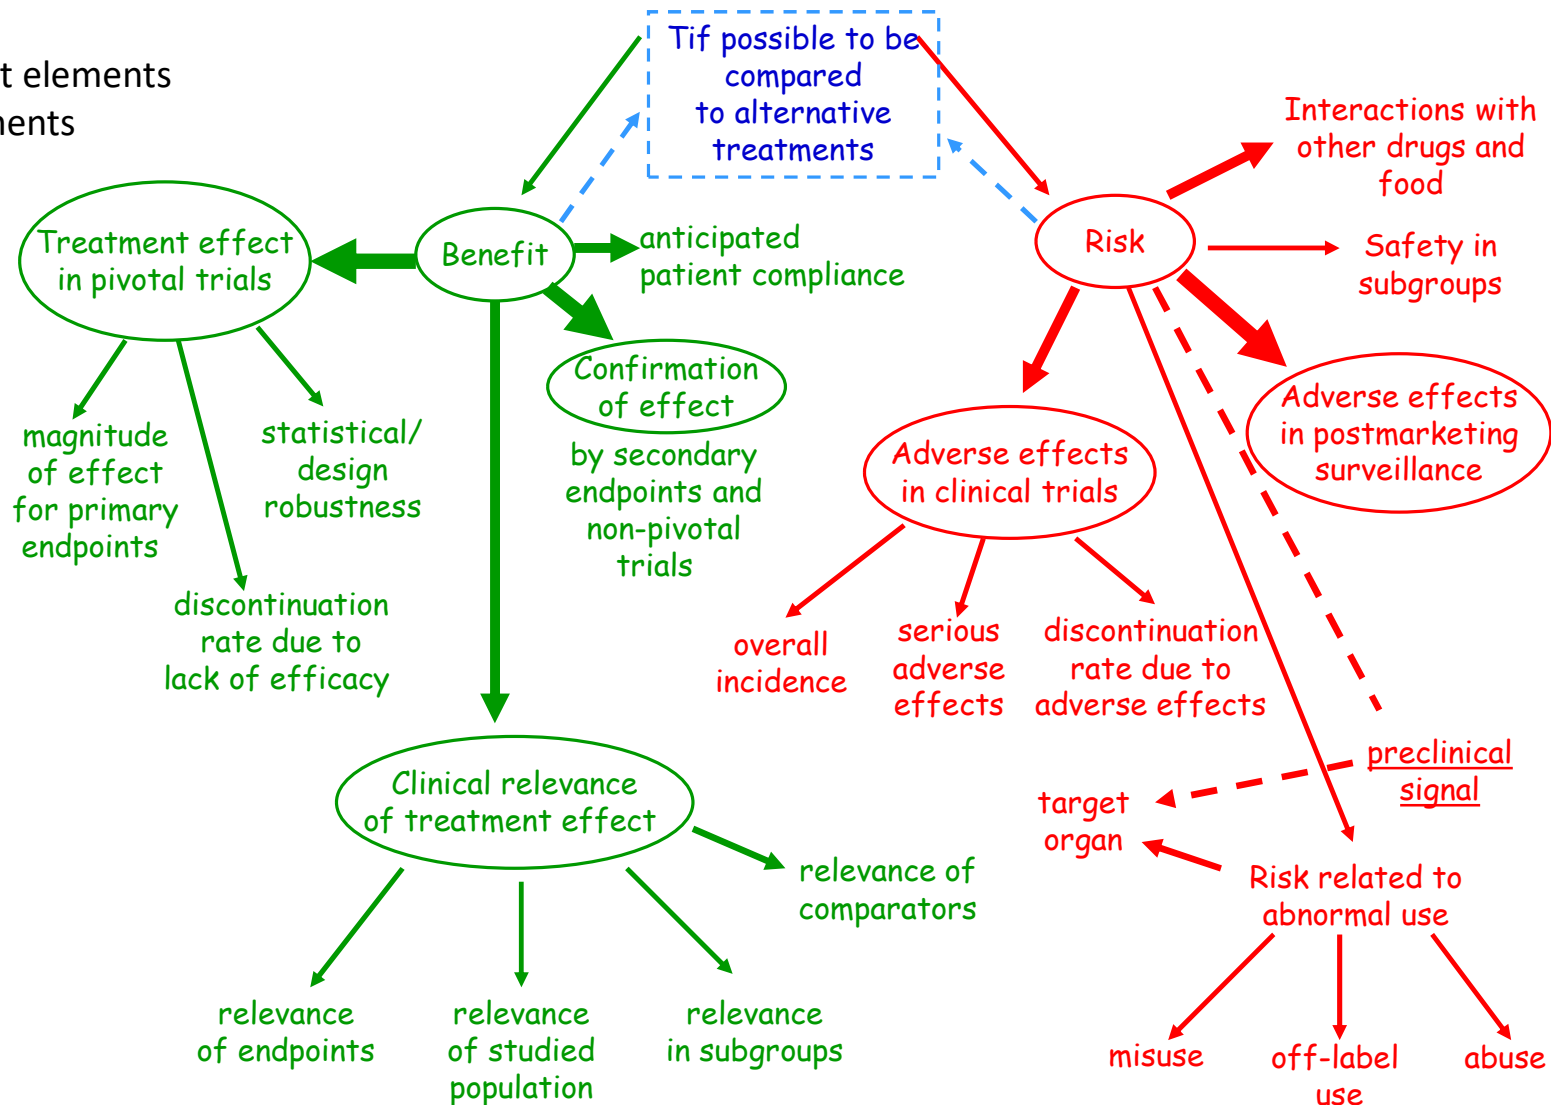 t elements
nents
Tif possible to be
compared
to alternative
treatments
Interactions with
other drugs and
food
Treatment effect
in pivotal trials
Benefit
anticipated
patient compliance
Risk
Safety in
subgroups
Confirmation
of effect
by secondary
endpoints and
non-pivotal
trials
Adverse effects
in postmarketing
surveillance
magnitude
of effect
for primary
endpoints
statistical/
design
robustness
Adverse effects
in clinical trials
discontinuation
rate due to
lack of efficacy
overall
incidence
serious
adverse
effects
discontinuation
rate due to
adverse effects
preclinical
signal
Clinical relevance
of treatment effect
target
organ
relevance of
comparators
Risk related to
abnormal use
relevance
of endpoints
relevance
of studied
population
relevance
in subgroups
misuse
off-label
use
abuse